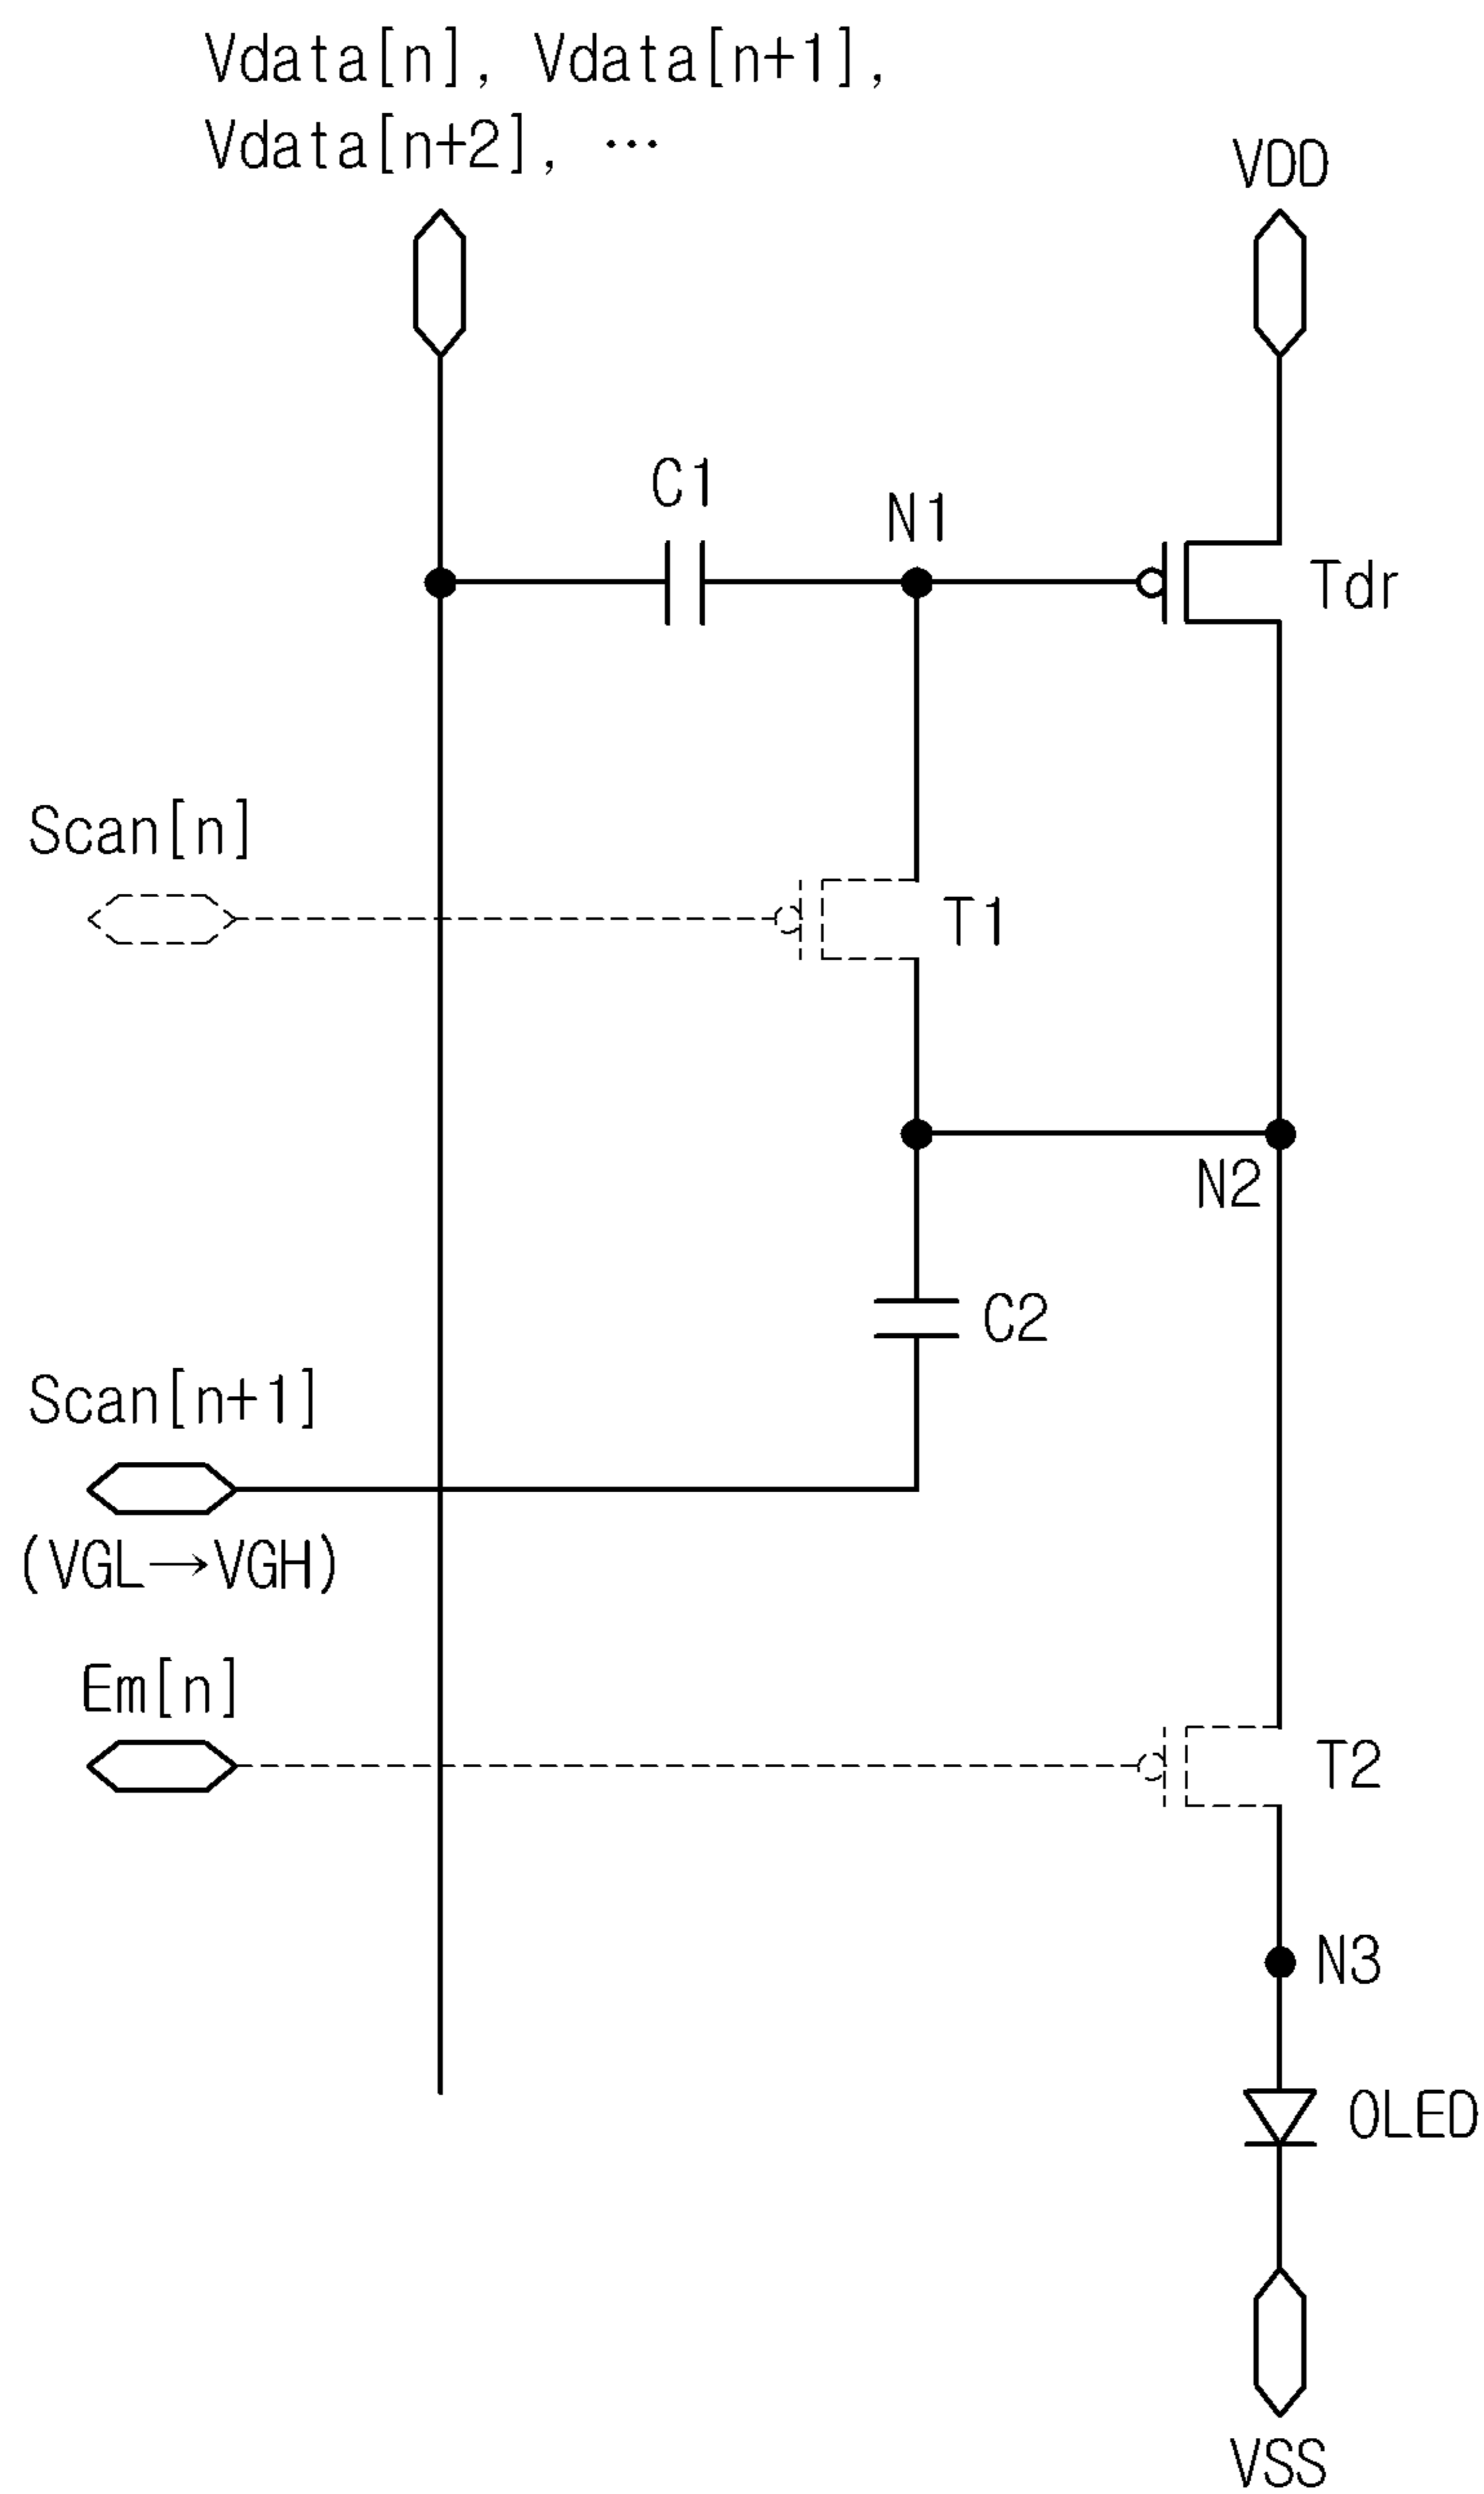 Vdata[n], Vdata[n+1],
Vdata[n+2], ···
VDD
C1
N1
Tdr
Scan[n]
T1
N2
C2
Scan[n+1]
(VGL→VGH)
Em[n]
T2
N3
OLED
VSS